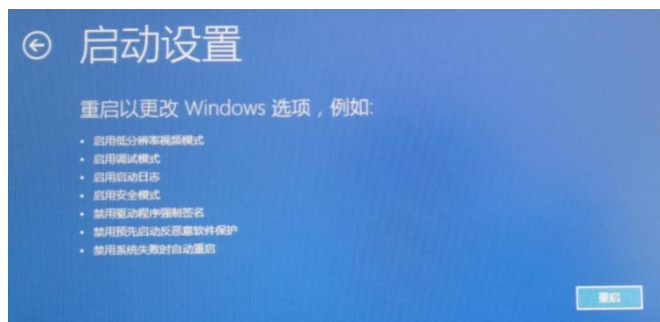 启动设置
重启以更改 Windows 选项，例如:
启用低分辨率视频模式
启用调试模式
启用启动日志
启用安全模式
禁用驱动程序强制签名
禁用预先启动反恶意软件保护
禁用系统失败时自动重启
重启